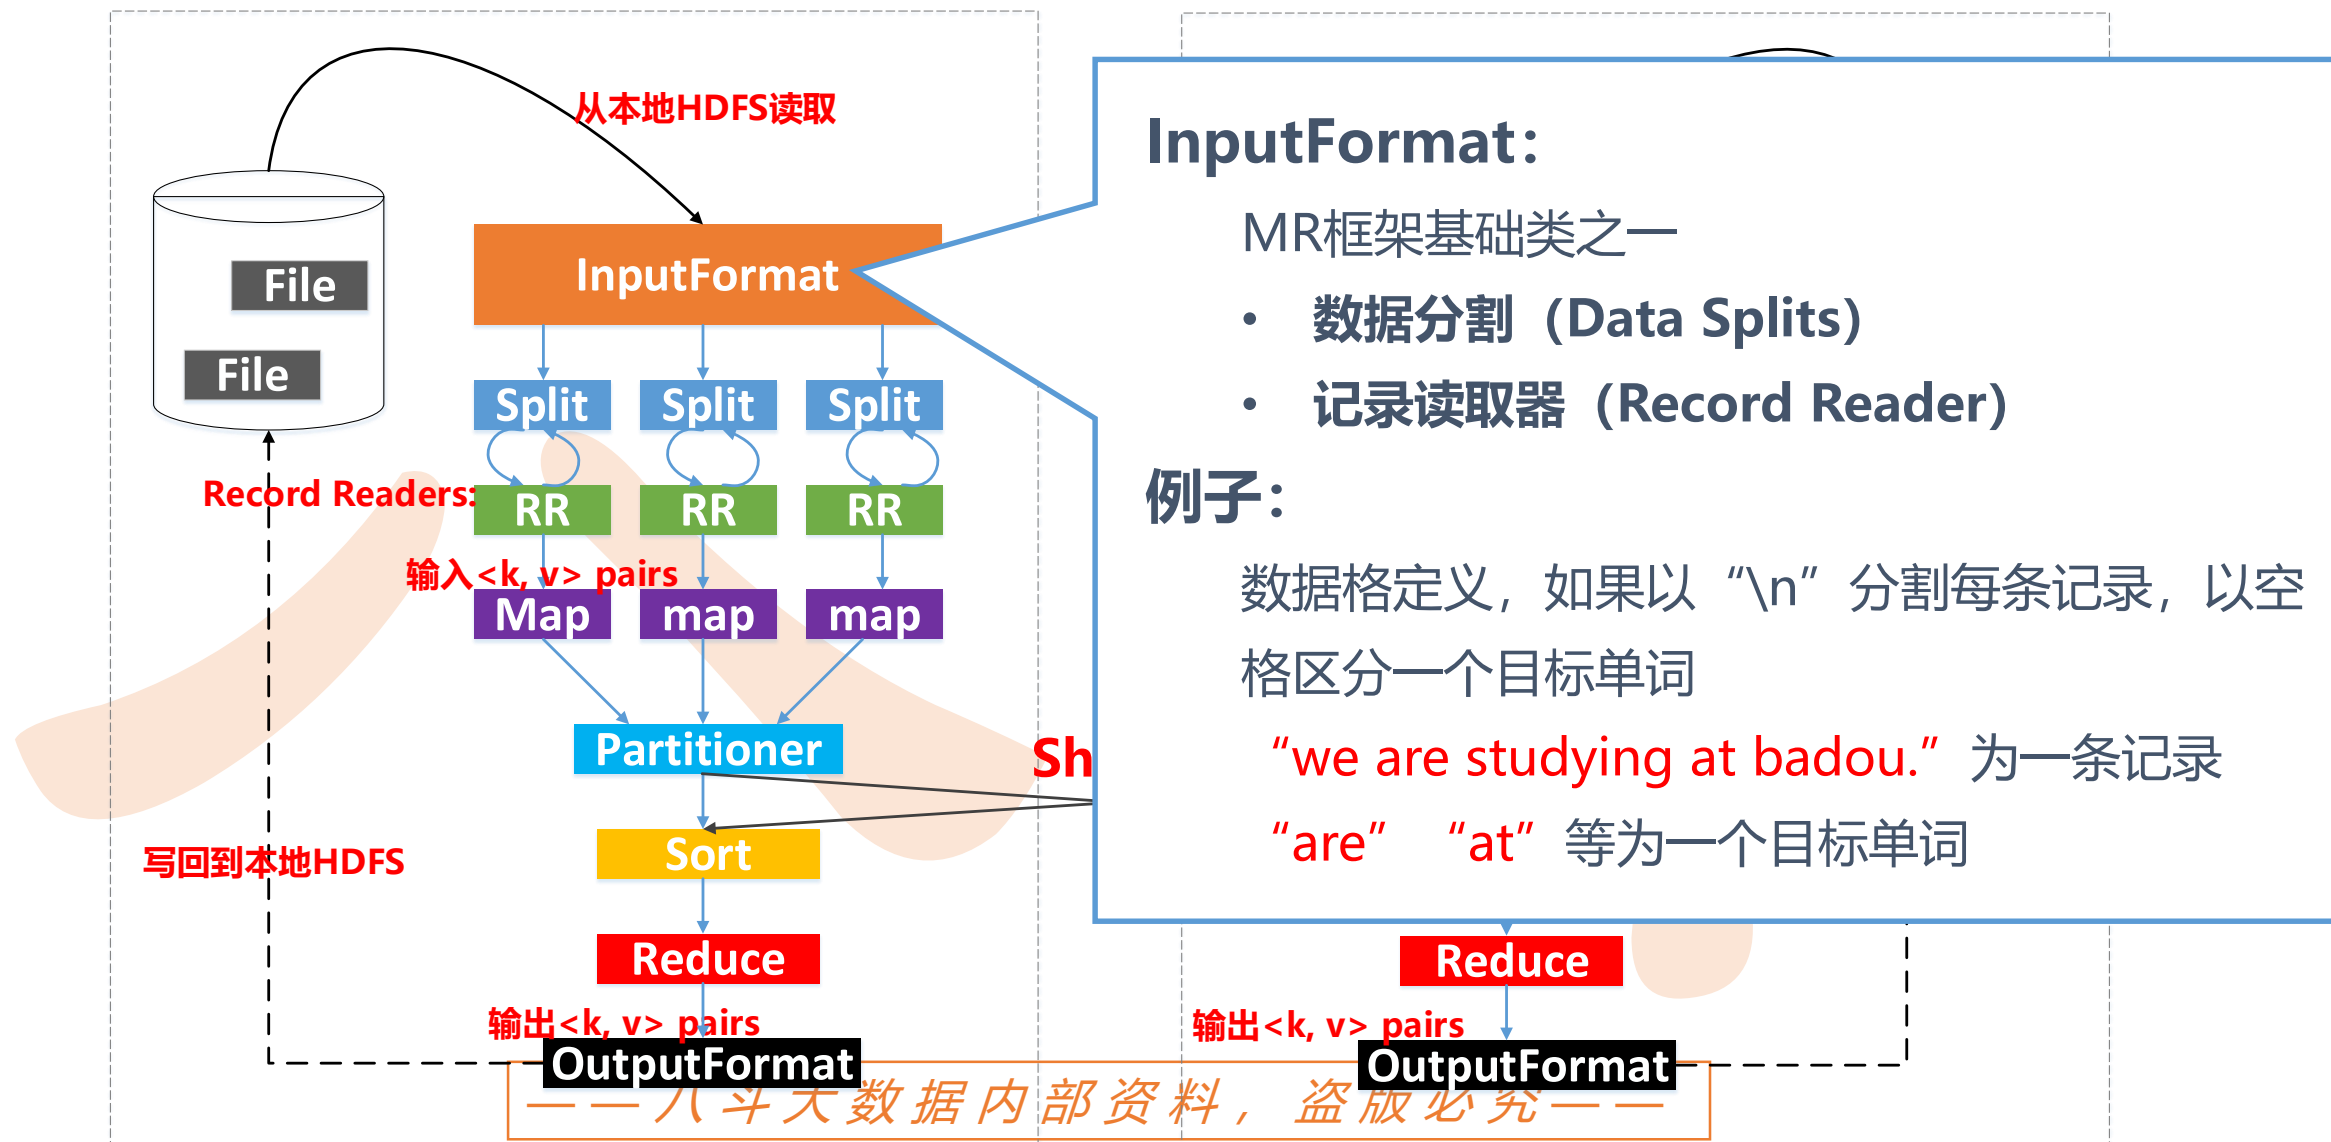 从本地HDFS读取
File
File
InputFormat
Split
Split
Split
Record Readers:
RR
RR
RR
输入<k, v> pairs
Map
map
map
Partitioner
Sh
Sort
写回到本地HDFS
Reduce
输出<k, v> pairs
OutputFormat
InputFormat：
MR框架基础类之一
• 数据分割（Data Splits）
• 记录读取器（Record Reader）
例子：
数据格定义，如果以“\n”分割每条记录，以空
格区分一个目标单词
“we are studying at badou.”为一条记录
“are” “at”等为一个目标单词
Reduce
输出<k, v> pairs
OutputFormat
——八斗大数据内部资料，盗版必究——